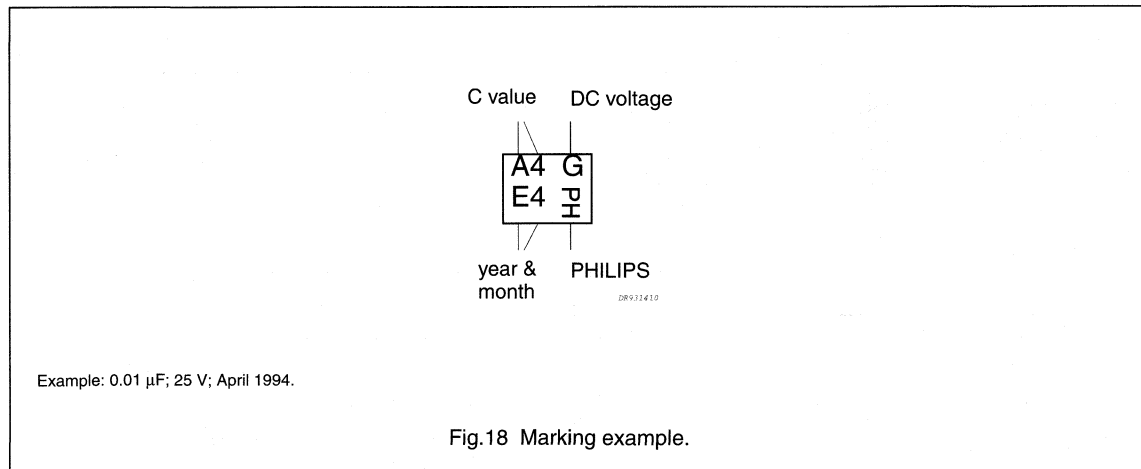 C value DC voltage
A4 G
E4 PH
year & PHILIPS
month
DR931410
Example: 0.01 μF; 25 V; April 1994.
Fig.18 Marking example.